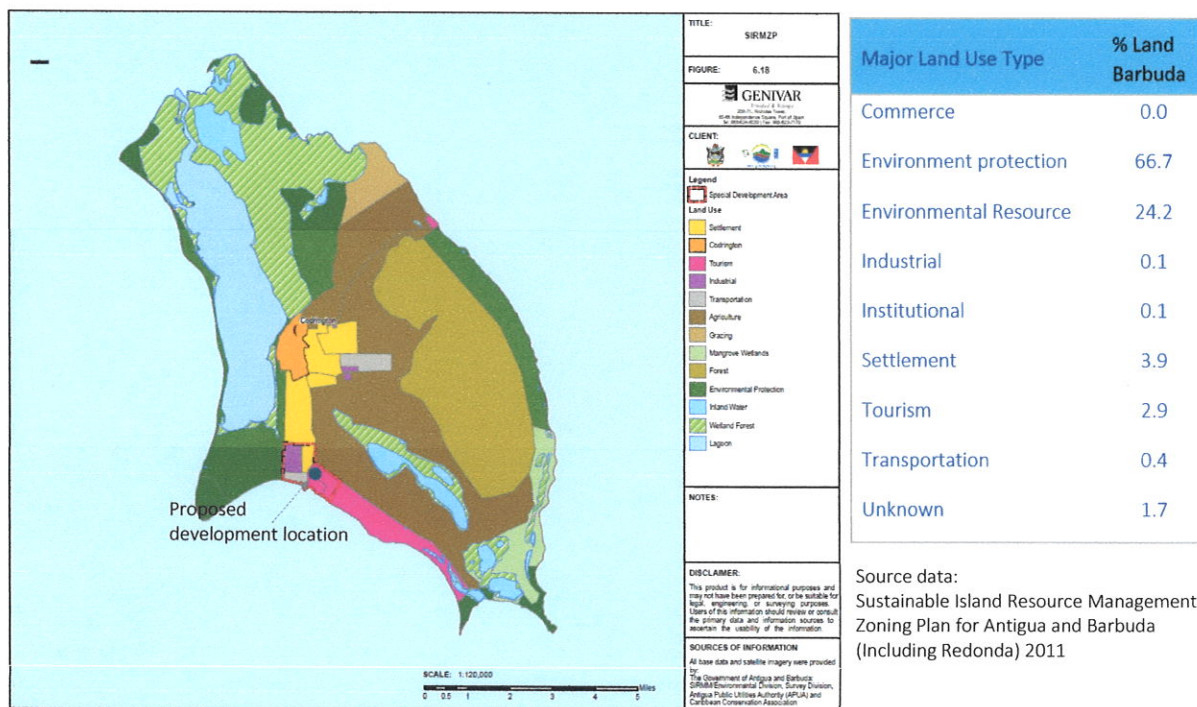 Codrington
Proposed
development location
SCALE: 1:120,000
0 0.5 1 2 3 4 5
Miles
TITLE:
SIRMZP
FIGURE: 6.18
GENIVAR
CLIENT:
Legend
Special Development Area
Land Use
Settlement
Codrington
Tourism
Industrial
Transportation
Agriculture
Grazing
Mangrove Wetlands
Forest
Environmental Protection
Inland Water
Wetland Forest
Lagoon
NOTES:
DISCLAIMER:
This product is for informational purposes and
may not have been prepared for, or be suitable for
legal, engineering, or surveying purposes.
Users of this information should review or consult
the primary data and information sources to
ascertain the usability of the information.
SOURCES OF INFORMATION
All base data and satellite imagery were provided
by:
The Government of Antigua and Barbuda
SIRMM/Environmental Division, Survey Division,
Antigua Public Utilities Authority (APUA) and
Caribbean Conservation Association
Major Land Use Type % Land
Barbuda
Commerce 0.0
Environment protection 66.7
Environmental Resource 24.2
Industrial 0.1
Institutional 0.1
Settlement 3.9
Tourism 2.9
Transportation 0.4
Unknown 1.7
Source data:
Sustainable Island Resource Management
Zoning Plan for Antigua and Barbuda
(Including Redonda) 2011